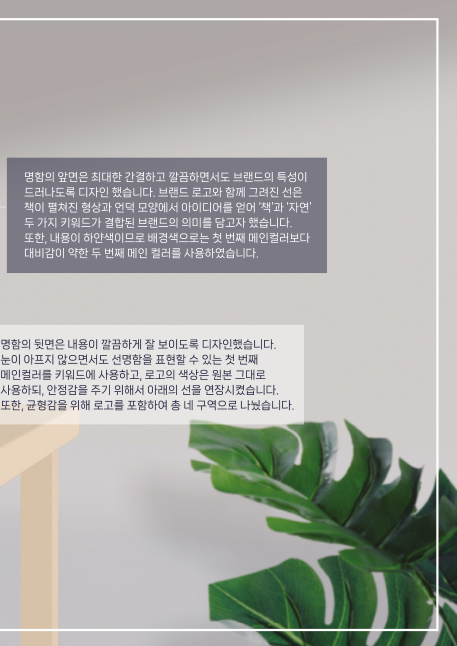 명함의 앞면은 최대한 간결하고 깔끔하면서도 브랜드의 특성이
드러나도록 디자인 했습니다. 브랜드 로고와 함께 그려진 선은
책이 펼쳐진 형상과 언덕 모양에서 아이디어를 얻어 '책'과 '자연'
두 가지 키워드가 결합된 브랜드의 의미를 담고자 했습니다.
또한, 내용이 하얀색이므로 배경색으로는 첫 번째 메인컬러보다
대비감이 약한 두 번째 메인 컬러를 사용하였습니다.
명함의 뒷면은 내용이 깔끔하게 잘 보이도록 디자인했습니다.
눈이 아프지 않으면서도 선명함을 표현할 수 있는 첫 번째
메인컬러를 키워드에 사용하고, 로고의 색상은 원본 그대로
사용하되, 안정감을 주기 위해서 아래의 선을 연장시켰습니다.
또한, 균형감을 위해 로고를 포함하여 총 네 구역으로 나눴습니다.